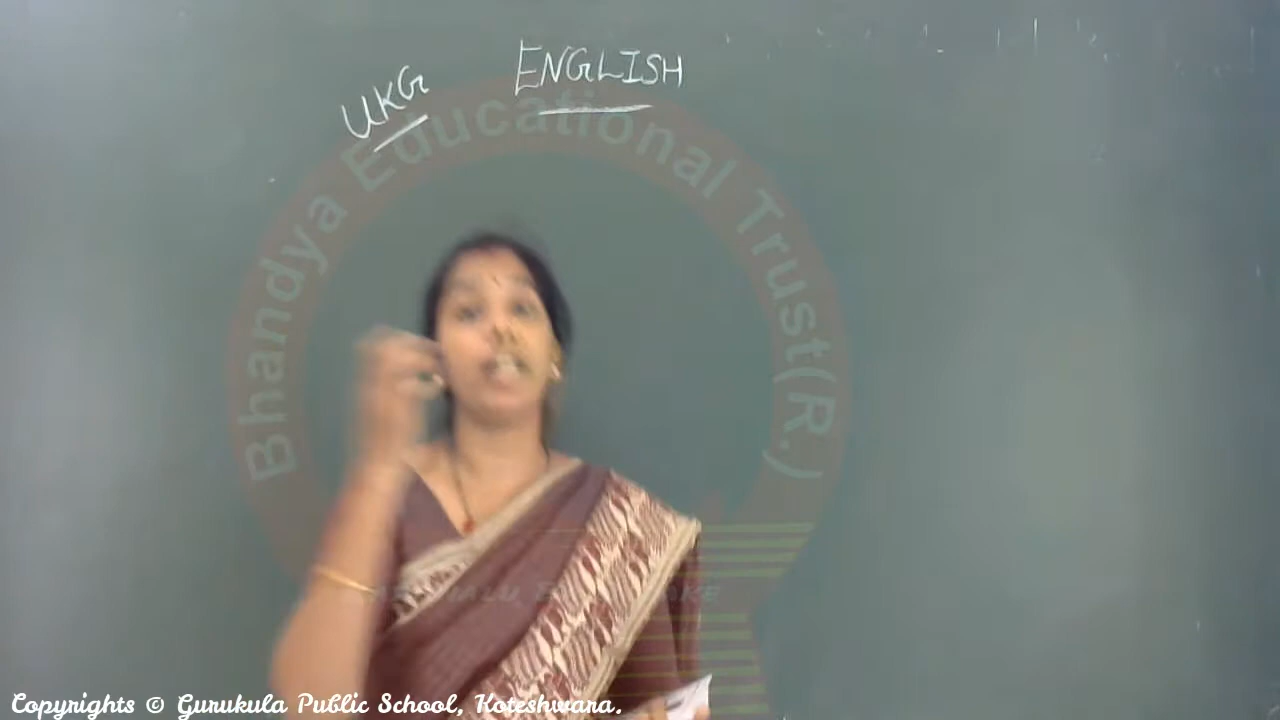 UKG
ENGLISH
Bhandya Educational Trust(R.)
Copyrights © Gurukula Public School, Koteshwara.